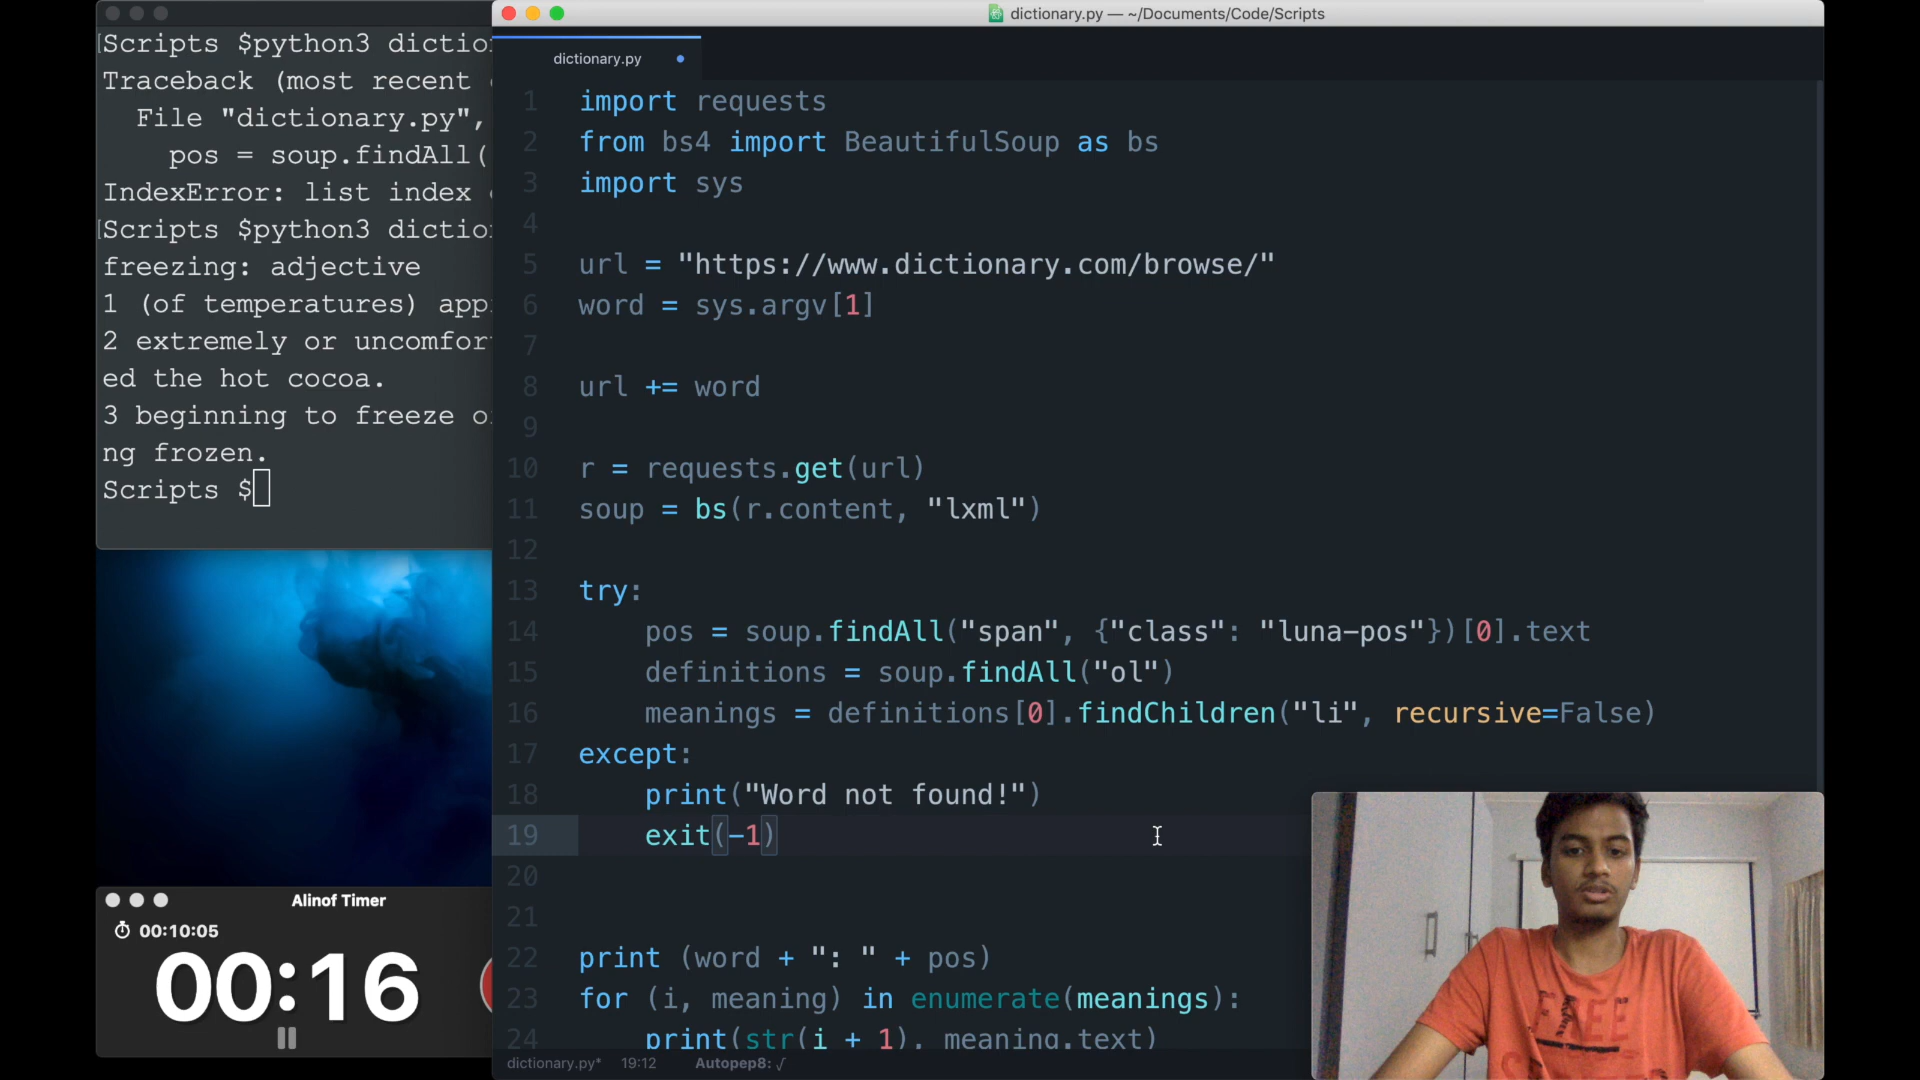 Scripts $python3 dictio
Traceback (most recent
File "dictionary.py",
pos = soup.findAll(
IndexError: list index
Scripts $python3 dictio
freezing: adjective
1 (of temperatures) app
2 extremely or uncomfor
ed the hot cocoa.
3 beginning to freeze o
ng frozen.
Scripts $
dictionary.py — ~/Documents/Code/Scripts
dictionary.py
1 import requests
2 from bs4 import BeautifulSoup as bs
3 import sys
4
5 url = "https://www.dictionary.com/browse/"
6 word = sys.argv[1]
7
8 url += word
9
10 r = requests.get(url)
11 soup = bs(r.content, "lxml")
12
13 try:
14 pos = soup.findAll("span", {"class": "luna-pos"})[0].text
15 definitions = soup.findAll("ol")
16 meanings = definitions[0].findChildren("li", recursive=False)
17 except:
18 print("Word not found!")
19 exit(-1)
20
21
22 print (word + ": " + pos)
23 for (i, meaning) in enumerate(meanings):
24 print(str(i + 1), meaning.text)
dictionary.py* 19:12 Autopep8: √
Alinof Timer
00:10:05
00:16
FREE